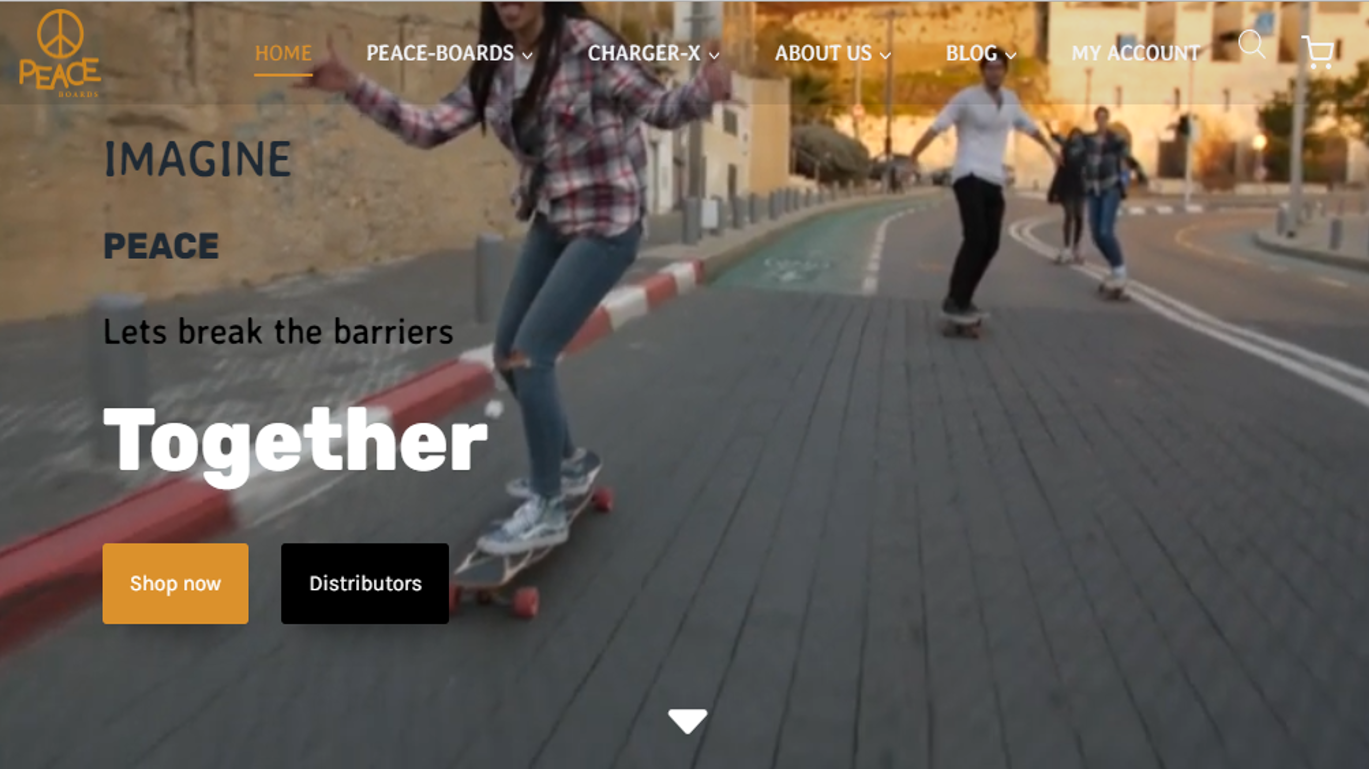 PEACE
BOARDS
HOME PEACE-BOARDS CHARGER-X ABOUT US BLOG MY ACCOUNT
IMAGINE
PEACE
Lets break the barriers
Together
Shop now Distributors